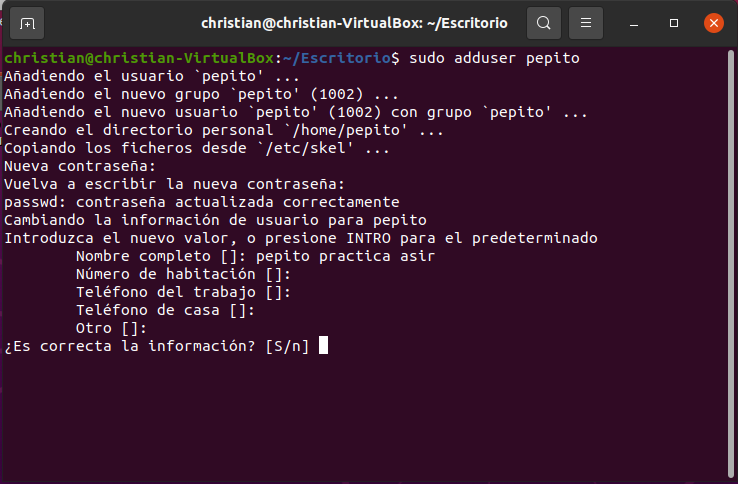 christian@christian-VirtualBox: ~/Escritorio
christian@christian-VirtualBox:~/Escritorio$ sudo adduser pepito
Añadiendo el usuario `pepito' ...
Añadiendo el nuevo grupo `pepito' (1002) ...
Añadiendo el nuevo usuario `pepito' (1002) con grupo `pepito' ...
Creando el directorio personal `/home/pepito' ...
Copiando los ficheros desde `/etc/skel' ...
Nueva contraseña:
Vuelva a escribir la nueva contraseña:
passwd: contraseña actualizada correctamente
Cambiando la información de usuario para pepito
Introduzca el nuevo valor, o presione INTRO para el predeterminado
Nombre completo []: pepito practica asir
Número de habitación []:
Teléfono del trabajo []:
Teléfono de casa []:
Otro []:
¿Es correcta la información? [S/n]